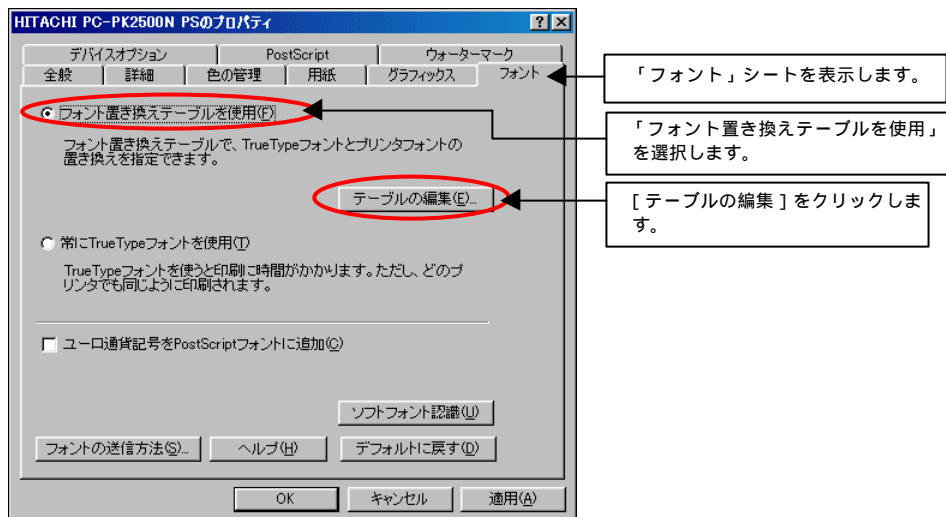 HITACHI PC-PK2500N PSのプロパティ
デバイスオプション PostScript ウォーターマーク
全般 詳細 色の管理 用紙 グラフィックス フォント
フォント置き換えテーブルを使用(F)
フォント置き換えテーブルで、TrueTypeフォントとプリンタフォントの
置き換えを指定できます。
テーブルの編集(E)...
常にTrueTypeフォントを使用(T)
TrueTypeフォントを使うと印刷に時間がかかります。ただし、どのプ
リンタでも同じように印刷されます。
ユーロ通貨記号をPostScriptフォントに追加(C)
ソフトフォント認識(U)
フォントの送信方法(S)... ヘルプ(H) デフォルトに戻す(D)
OK キャンセル 適用(A)
「フォント」シートを表示します。
「フォント置き換えテーブルを使用」
を選択します。
[テーブルの編集]をクリックしま
す。